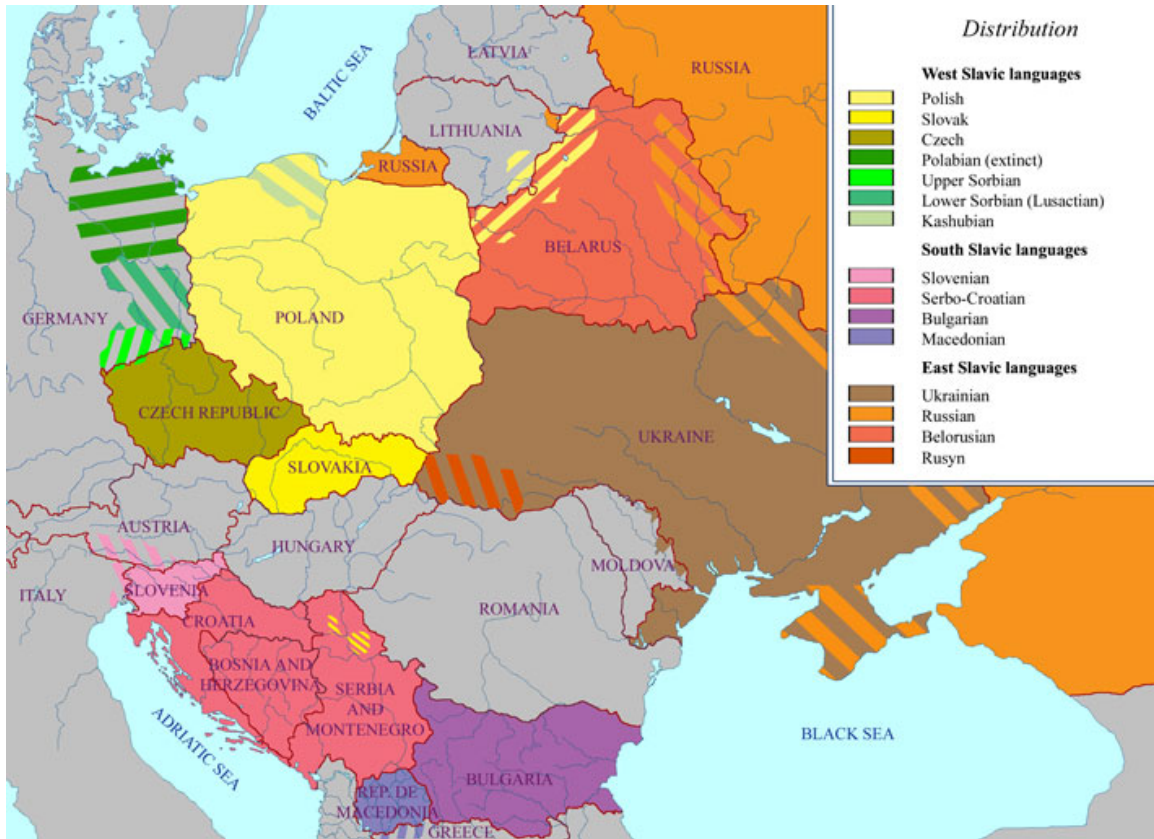 Distribution
West Slavic languages
Polish
Slovak
Czech
Polabian (extinct)
Upper Sorbian
Lower Sorbian (Lusactian)
Kashubian
South Slavic languages
Slovenian
Serbo-Croatian
Bulgarian
Macedonian
East Slavic languages
Ukrainian
Russian
Belorusian
Rusyn
LATVIA
RUSSIA
BALTIC SEA
LITHUANIA
RUSSIA
BELARUS
GERMANY
POLAND
CZECH REPUBLIC
UKRAINE
SLOVAKIA
AUSTRIA
HUNGARY
MOLDOVA
ITALY
SLOVENIA
ROMANIA
CROATIA
BOSNIA AND
HERZEGOVINA
SERBIA
AND
MONTENEGRO
ADRIATIC SEA
BLACK SEA
BULGARIA
REP. DE
MACEDONIA
GREECE